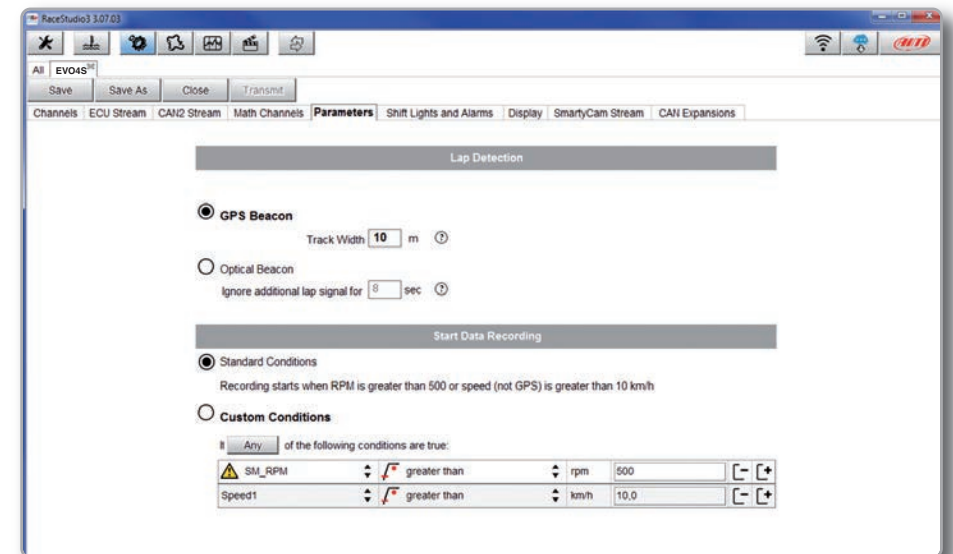 RaceStudio3 3.07.03
AiM
All EVO4S
Save Save As Close Transmit
Channels ECU Stream CAN2 Stream Math Channels Parameters Shift Lights and Alarms Display SmartyCam Stream CAN Expansions
Lap Detection
GPS Beacon
Track Width 10 m ?
Optical Beacon
Ignore additional lap signal for 8 sec ?
Start Data Recording
Standard Conditions
Recording starts when RPM is greater than 500 or speed (not GPS) is greater than 10 km/h
Custom Conditions
If Any of the following conditions are true:
SM_RPM greater than rpm 500
Speed1 greater than km/h 10,0